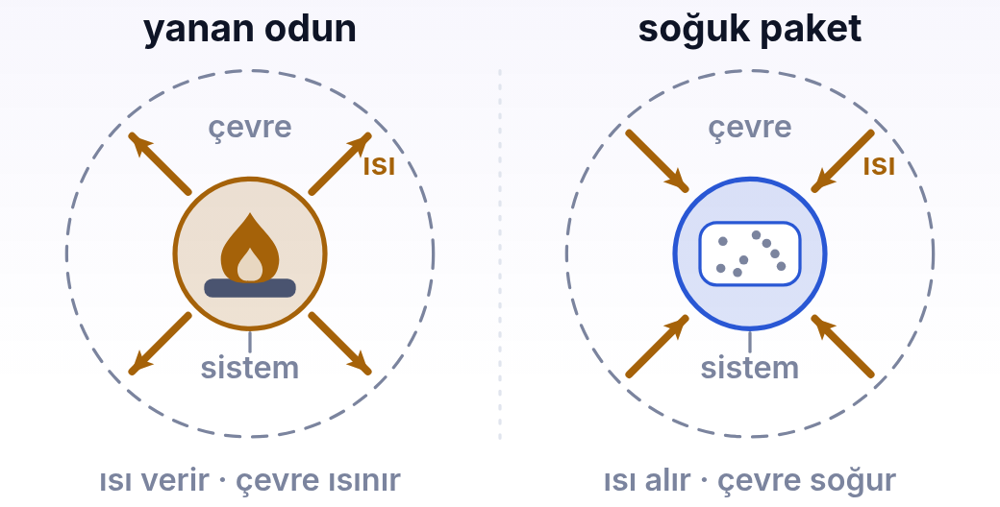 yanan odun
çevre
ısı
sistem
ısı verir · çevre ısınır
soğuk paket
çevre
ısı
sistem
ısı alır · çevre soğur